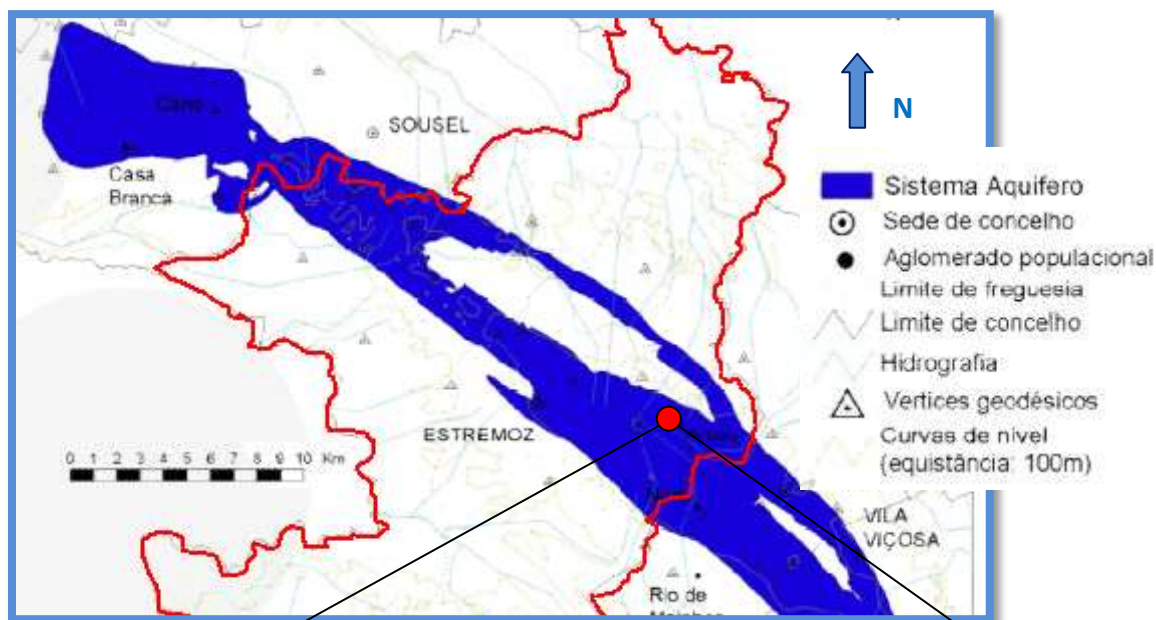 N
Cano
SOUSEL
Casa
Branca
ESTREMOZ
0 1 2 3 4 5 6 7 8 9 10 Km
VILA
VIÇOSA
Rio de
Sistema Aquifero
Sede de concelho
Aglomerado populacional
Limite de freguesia
Limite de concelho
Hidrografia
Vertices geodésicos
Curvas de nivel
(equistância: 100m)